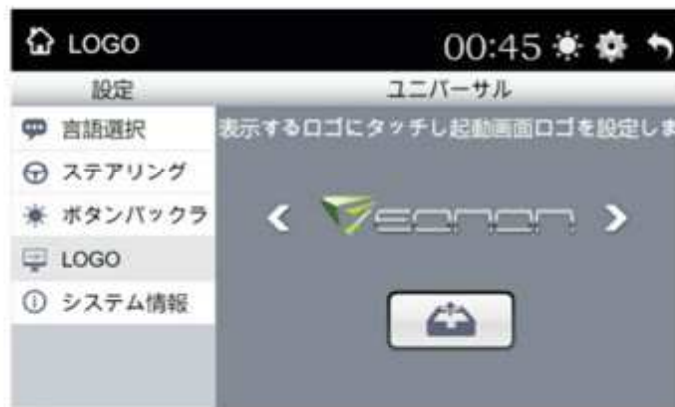 LOGO
00:45
設定
ユニバーサル
言語選択
ステアリング
ボタンバックラ
LOGO
システム情報
表示するロゴにタッチし起動画面ロゴを設定しま